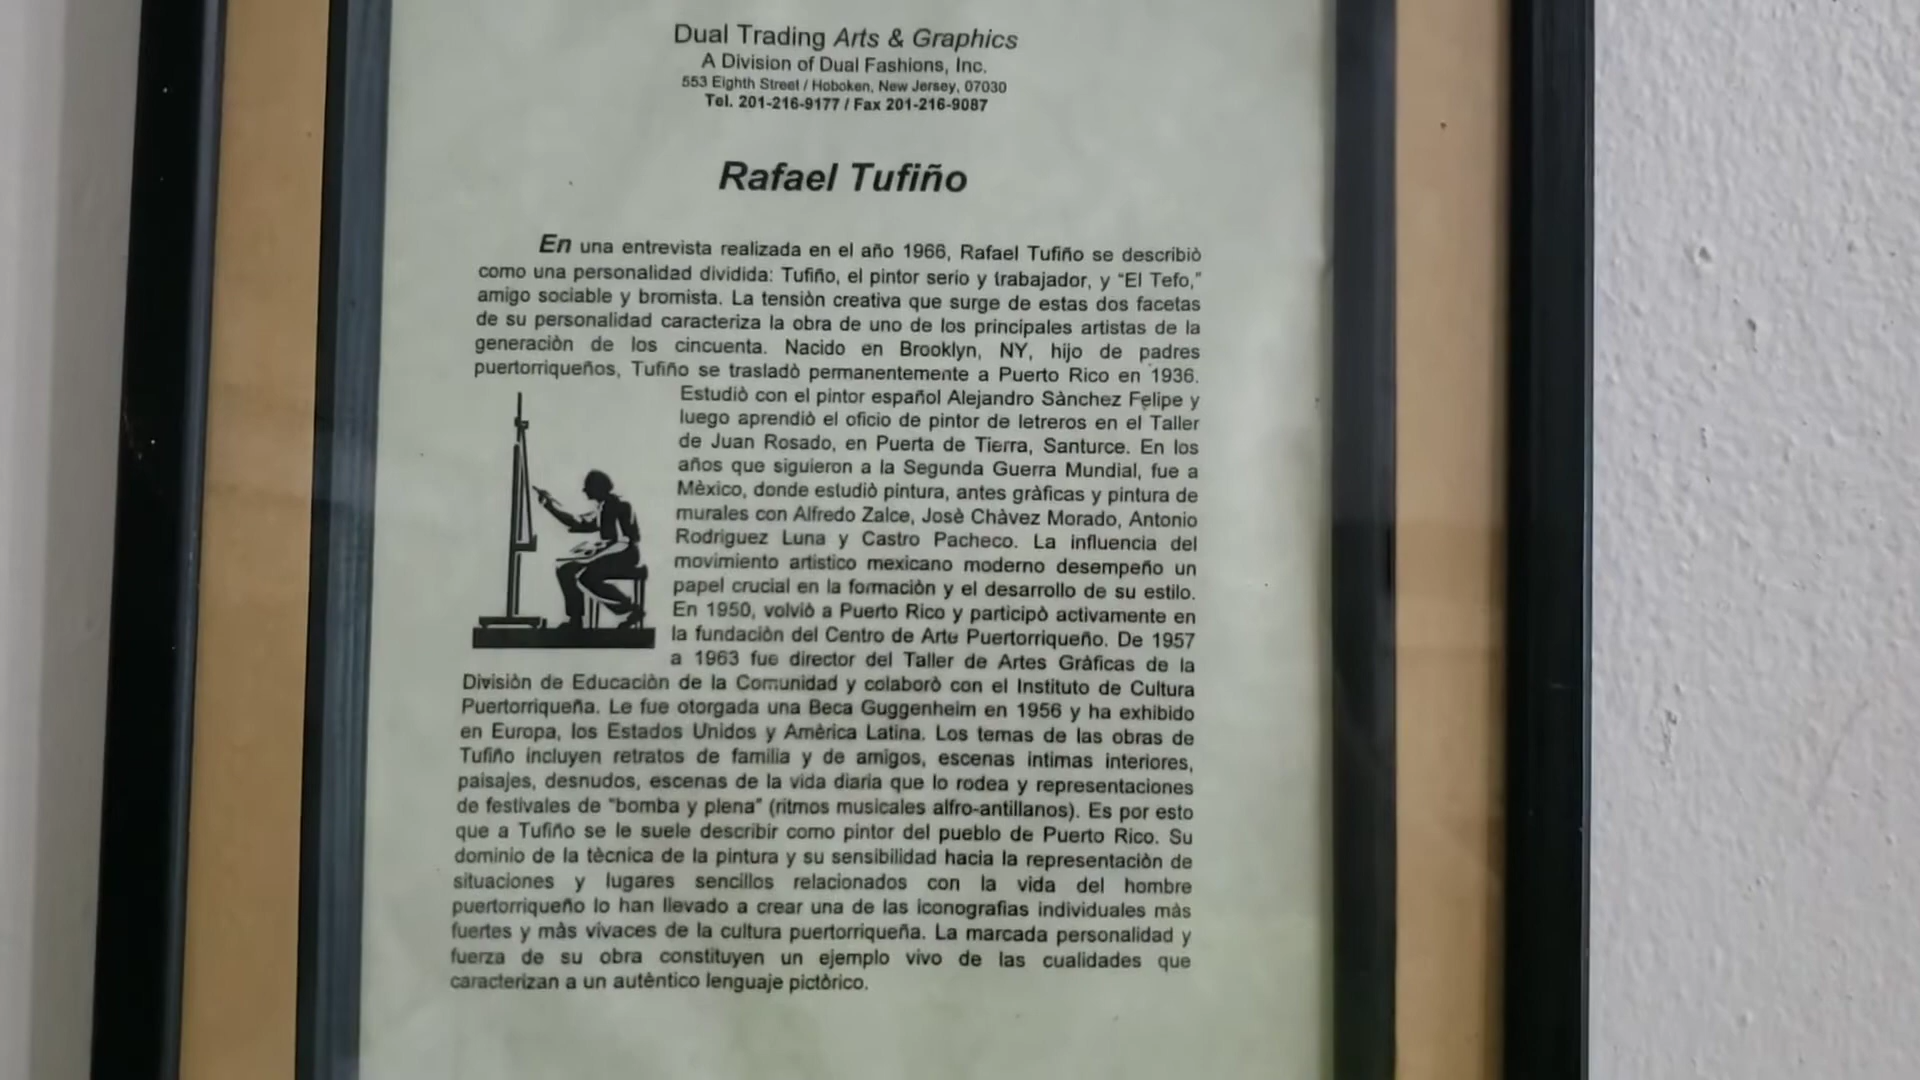 Dual Trading Arts & Graphics
A Division of Dual Fashions, Inc.
553 Eighth Street / Hoboken, New Jersey, 07030
Tel. 201-216-9177 / Fax 201-216-9087
Rafael Tufiño
En una entrevista realizada en el año 1966, Rafael Tufiño se describiò
como una personalidad dividida: Tufiño, el pintor serio y trabajador, y “El Tefo,”
amigo sociable y bromista. La tensiòn creativa que surge de estas dos facetas
de su personalidad caracteriza la obra de uno de los principales artistas de la
generaciòn de los cincuenta. Nacido en Brooklyn, NY, hijo de padres
puertorriqueños, Tufiño se trasladò permanentemente a Puerto Rico en 1936.
Estudiò con el pintor español Alejandro Sànchez Felipe y
luego aprendiò el oficio de pintor de letreros en el Taller
de Juan Rosado, en Puerta de Tierra, Santurce. En los
años que siguieron a la Segunda Guerra Mundial, fue a
Mèxico, donde estudiò pintura, antes gràficas y pintura de
murales con Alfredo Zalce, Josè Chàvez Morado, Antonio
Rodriguez Luna y Castro Pacheco. La influencia del
movimiento artistico mexicano moderno desempeño un
papel crucial en la formaciòn y el desarrollo de su estilo.
En 1950, volviò a Puerto Rico y participò activamente en
la fundaciòn del Centro de Arte Puertorriqueño. De 1957
a 1963 fue director del Taller de Artes Gràficas de la
Divisiòn de Educaciòn de la Comunidad y colaborò con el Instituto de Cultura
Puertorriqueña. Le fue otorgada una Beca Guggenheim en 1956 y ha exhibido
en Europa, los Estados Unidos y Amèrica Latina. Los temas de las obras de
Tufiño incluyen retratos de familia y de amigos, escenas intimas interiores,
paisajes, desnudos, escenas de la vida diaria que lo rodea y representaciones
de festivales de “bomba y plena” (ritmos musicales alfro-antillanos). Es por esto
que a Tufiño se le suele describir como pintor del pueblo de Puerto Rico. Su
dominio de la tècnica de la pintura y su sensibilidad hacia la representaciòn de
situaciones y lugares sencillos relacionados con la vida del hombre
puertorriqueño lo han llevado a crear una de las iconografias individuales màs
fuertes y màs vivaces de la cultura puertorriqueña. La marcada personalidad y
fuerza de su obra constituyen un ejemplo vivo de las cualidades que
caracterizan a un autèntico lenguaje pictòrico.